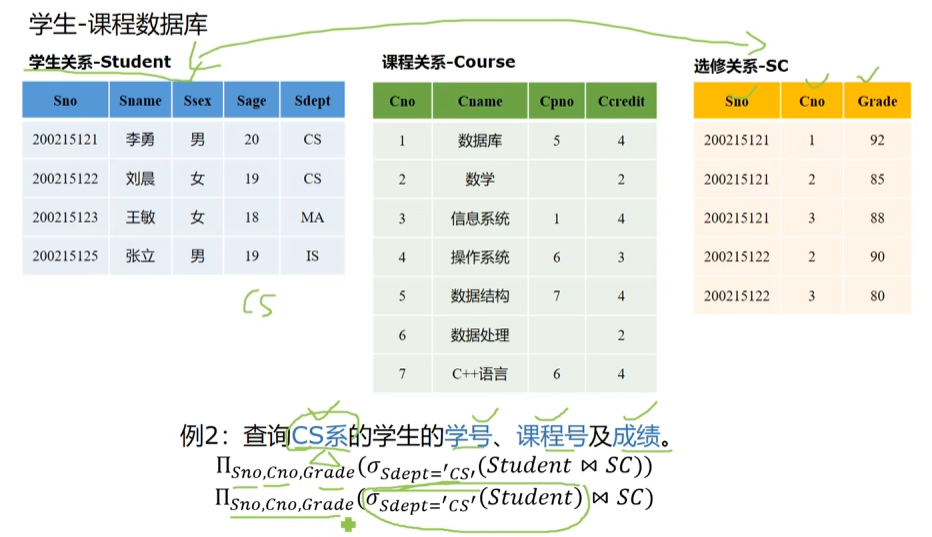 学生-课程数据库
学生关系-Student
Sno Sname Ssex Sage Sdept
200215121 李勇 男 20 CS
200215122 刘晨 女 19 CS
200215123 王敏 女 18 MA
200215125 张立 男 19 IS
CS
课程关系-Course
Cno Cname Cpno Ccredit
1 数据库 5 4
2 数学 2
3 信息系统 1 4
4 操作系统 6 3
5 数据结构 7 4
6 数据处理 2
7 C++语言 6 4
选修关系-SC
Sno Cno Grade
200215121 1 92
200215121 2 85
200215121 3 88
200215122 2 90
200215122 3 80
例2：查询CS系的学生的学号、课程号及成绩。
Π_{Sno,Cno,Grade}(σ_{Sdept='CS'}(Student ⋈ SC))
Π_{Sno,Cno,Grade}(σ_{Sdept='CS'}(Student) ⋈ SC)